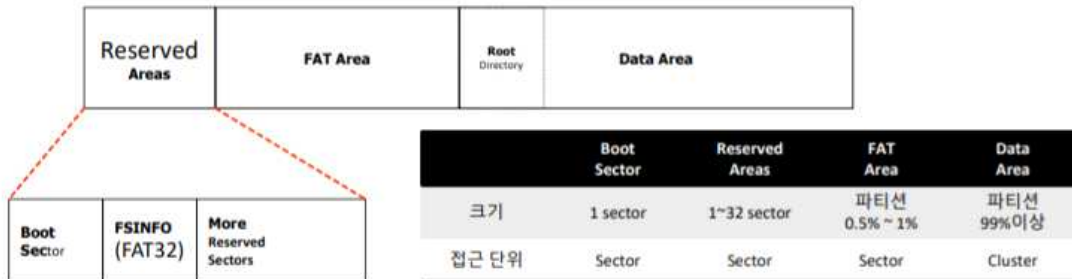 Reserved
Areas
FAT Area
Root
Directory
Data Area
Boot
Sector
FSINFO
(FAT32)
More
Reserved
Sectors
Boot Sector Reserved Areas FAT Area Data Area
크기 1 sector 1~32 sector 파티션 0.5% ~ 1% 파티션 99%이상
접근 단위 Sector Sector Sector Cluster